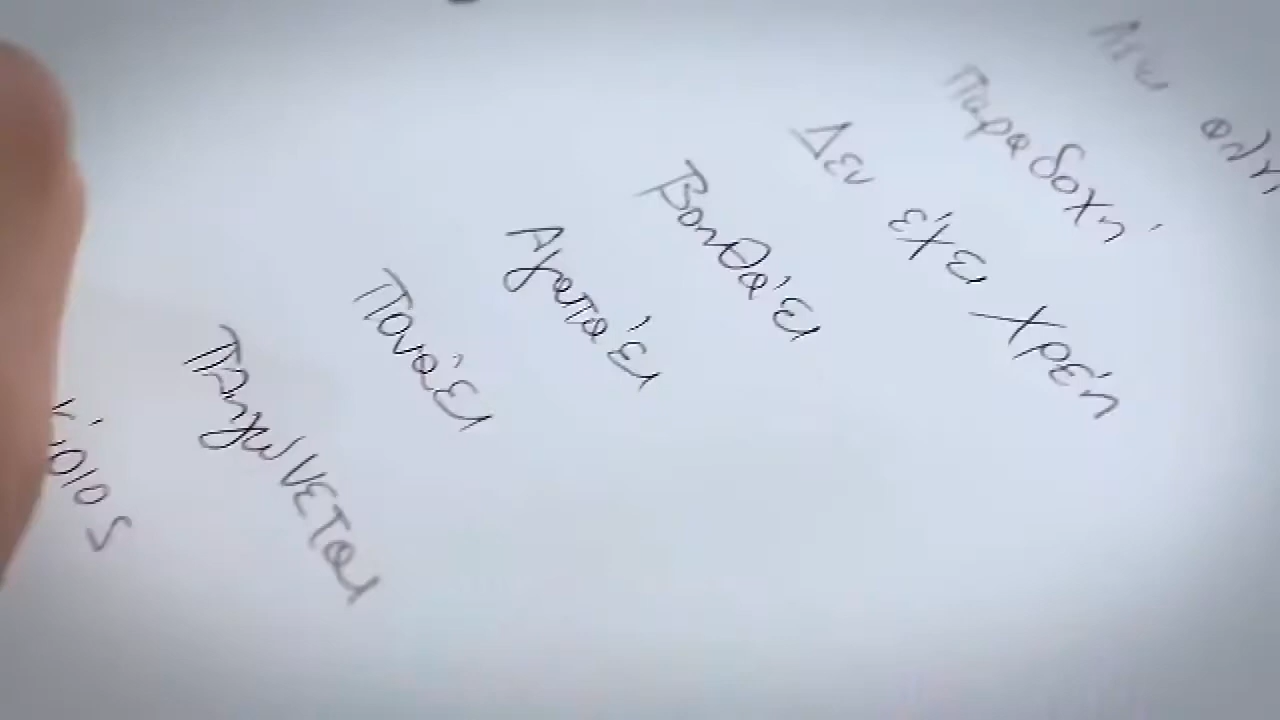 Παραδοχή
Δεν έχει χρέη
Βοηθάει
Αγαπάει
Πονάει
Πληγώνεται